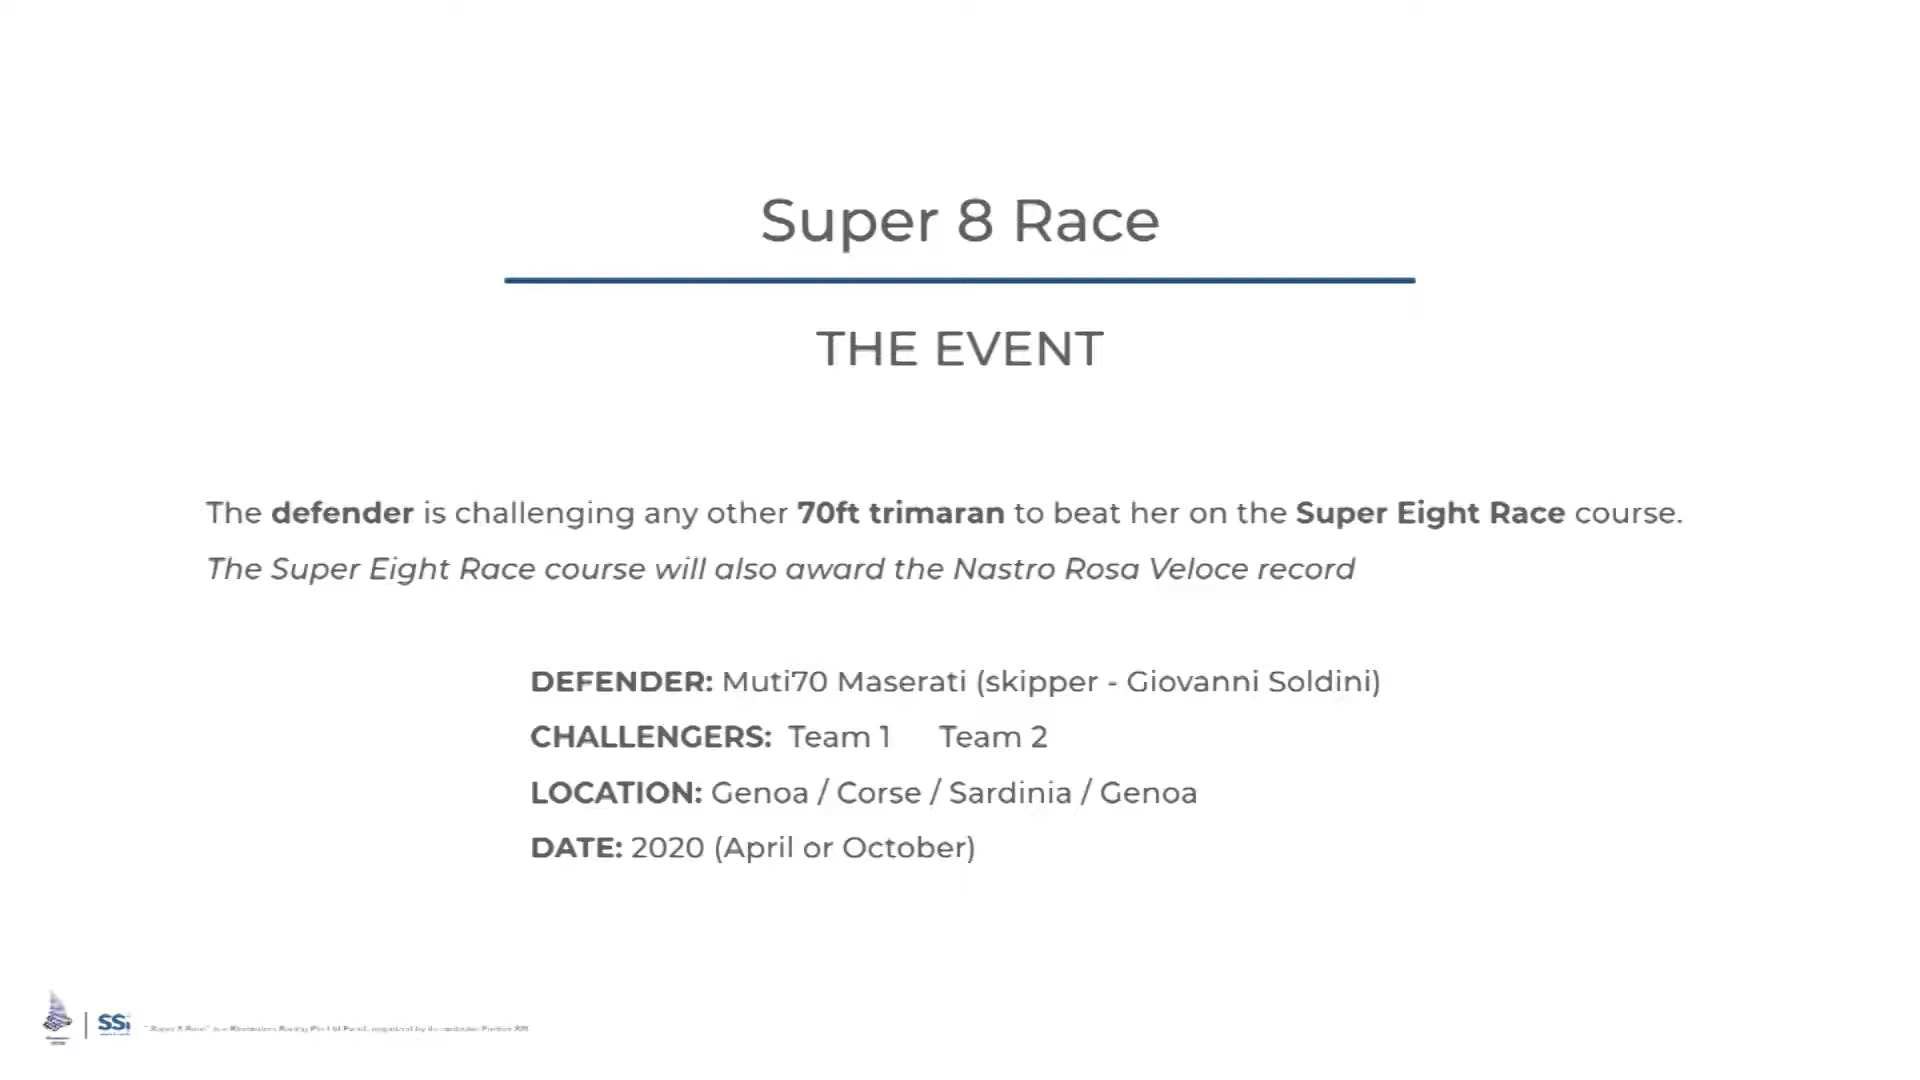 Super 8 Race
THE EVENT
The defender is challenging any other 70ft trimaran to beat her on the Super Eight Race course.
The Super Eight Race course will also award the Nastro Rosa Veloce record
DEFENDER: Muti70 Maserati (skipper - Giovanni Soldini)
CHALLENGERS: Team 1 Team 2
LOCATION: Genoa / Corse / Sardinia / Genoa
DATE: 2020 (April or October)
SSi